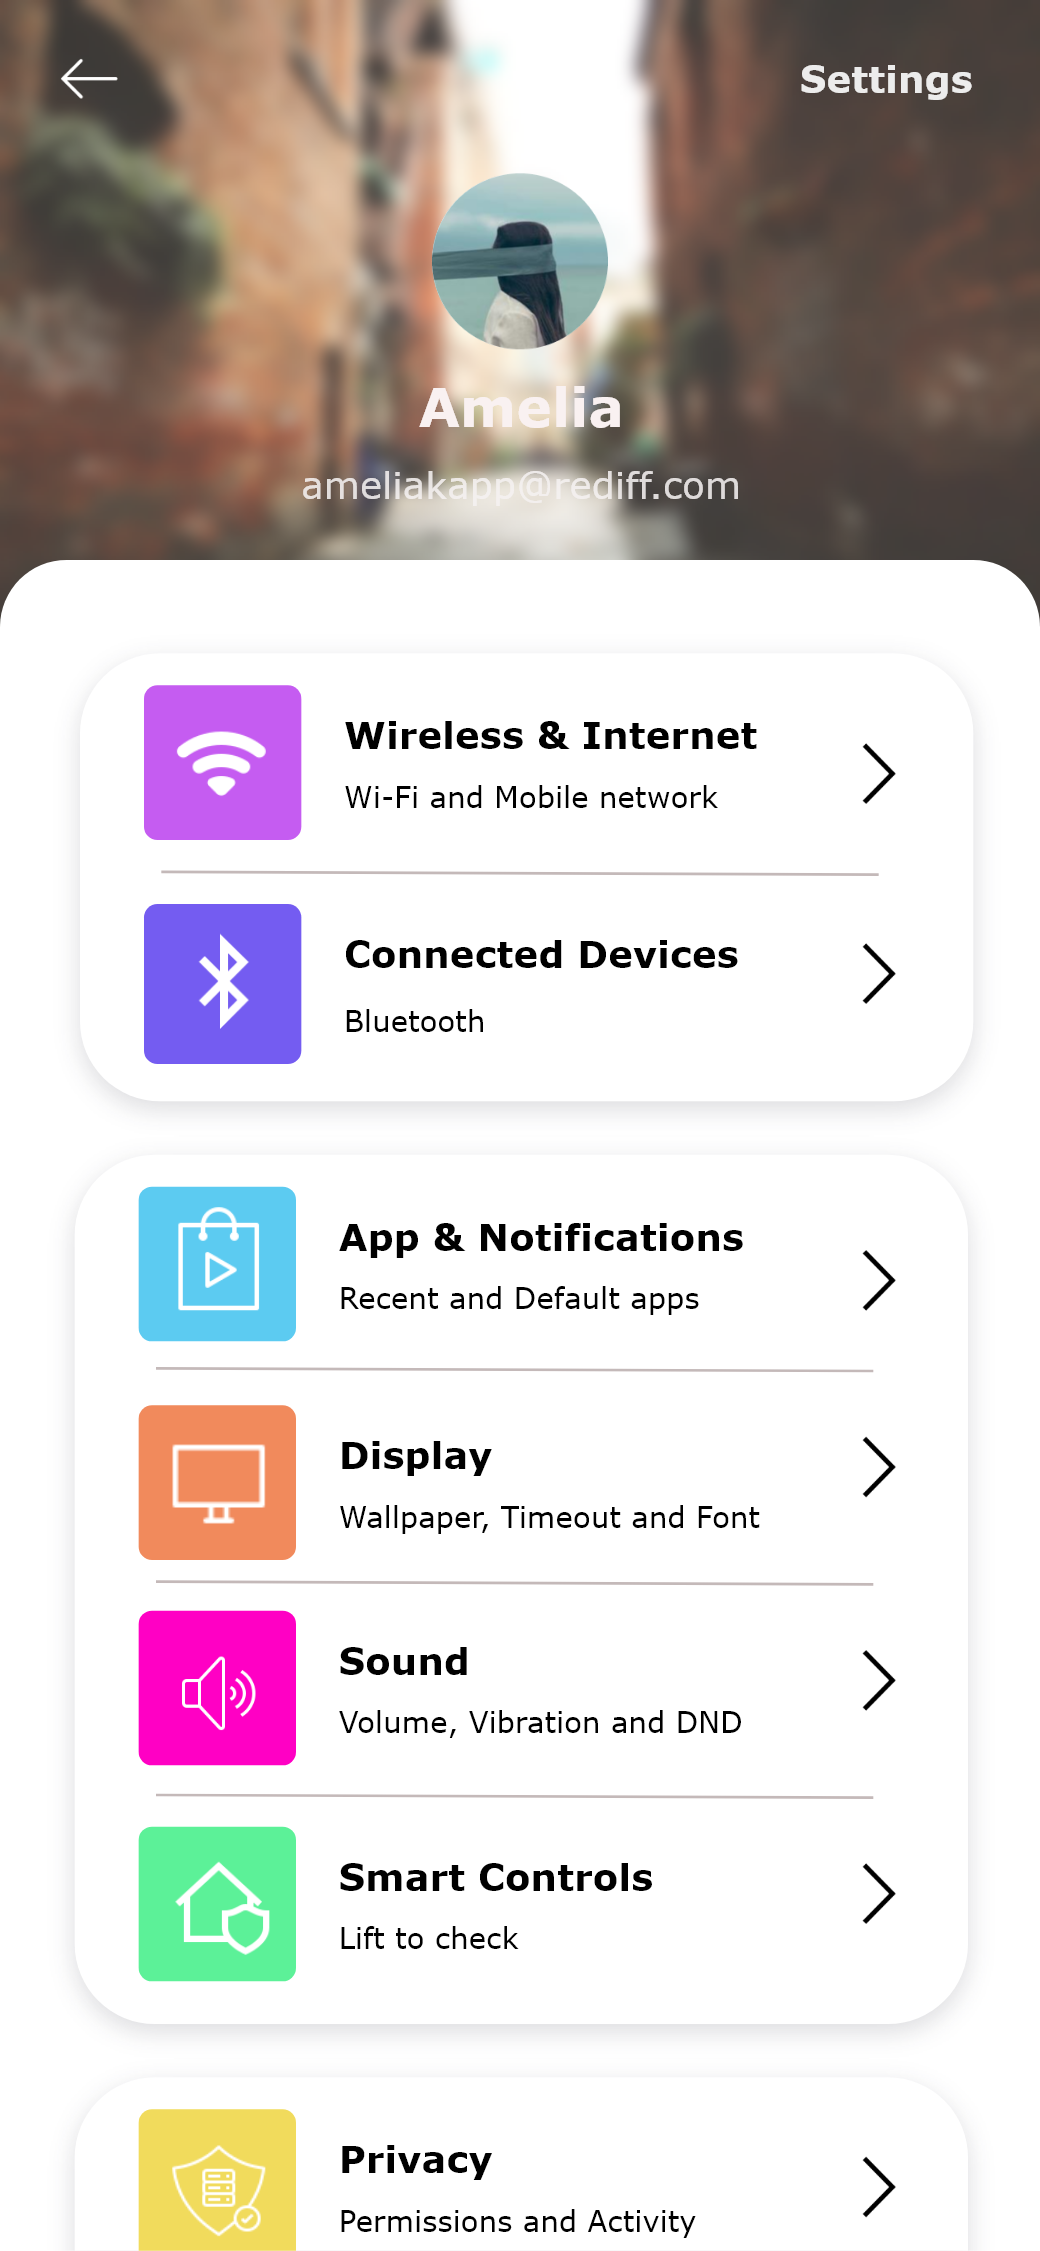 Settings
Amelia
ameliakapp@rediff.com
Wireless & Internet
Wi-Fi and Mobile network
Connected Devices
Bluetooth
App & Notifications
Recent and Default apps
Display
Wallpaper, Timeout and Font
Sound
Volume, Vibration and DND
Smart Controls
Lift to check
Privacy
Permissions and Activity